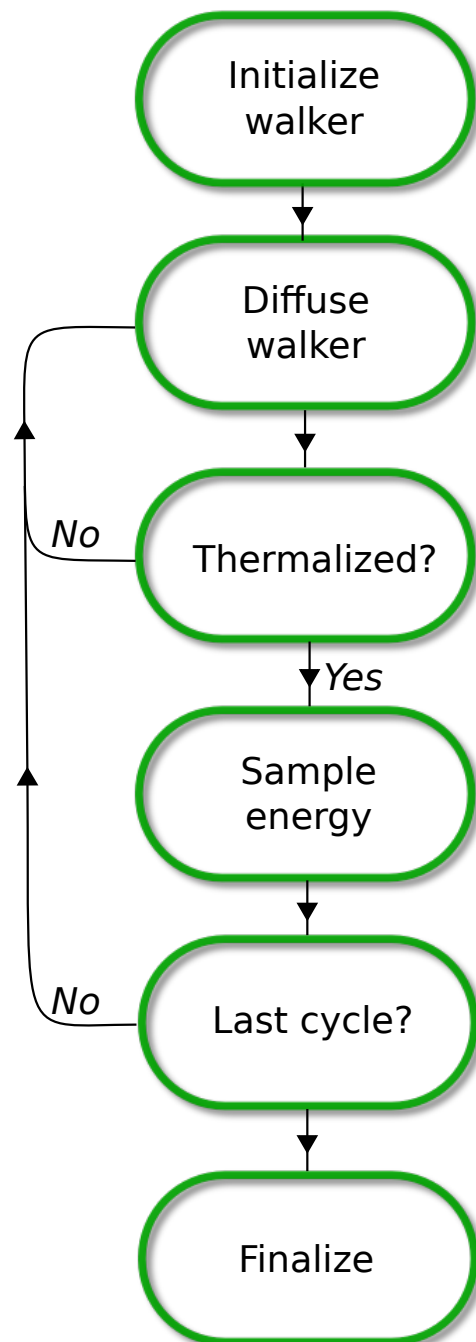 Initialize
walker
Diffuse
walker
No
Thermalized?
Yes
Sample
energy
No
Last cycle?
Finalize